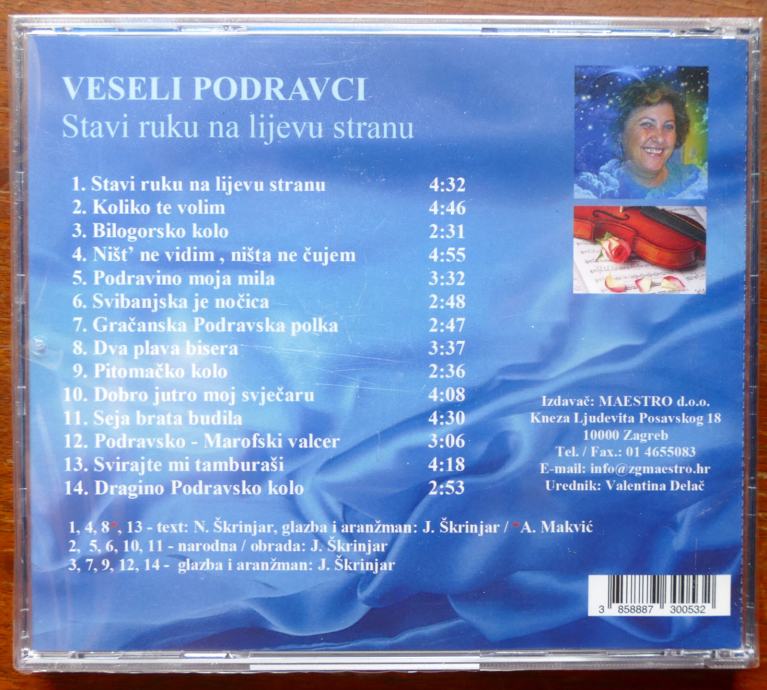 VESELI PODRAVCI
Stavi ruku na lijevu stranu
1. Stavi ruku na lijevu stranu 4:32
2. Koliko te volim 4:46
3. Bilogorsko kolo 2:31
4. Ništ' ne vidim , ništa ne čujem 4:55
5. Podravino moja mila 3:32
6. Svibanjska je nočica 2:48
7. Gračanska Podravska polka 2:47
8. Dva plava bisera 3:37
9. Pitomačko kolo 2:36
10. Dobro jutro moj svječaru 4:08
11. Seja brata budila 4:30
12. Podravsko - Marofski valcer 3:06
13. Svirajte mi tamburaši 4:18
14. Dragino Podravsko kolo 2:53
Izdavač: MAESTRO d.o.o.
Kneza Ljudevita Posavskog 18
10000 Zagreb
Tel. / Fax.: 01 4655083
E-mail: info@zgmaestro.hr
Urednik: Valentina Delač
1, 4, 8*, 13 - text: N. Škrinjar, glazba i aranžman: J. Škrinjar / *A. Makvić
2, 5, 6, 10, 11 - narodna / obrada: J. Škrinjar
3, 7, 9, 12, 14 - glazba i aranžman: J. Škrinjar
3 858887 300532